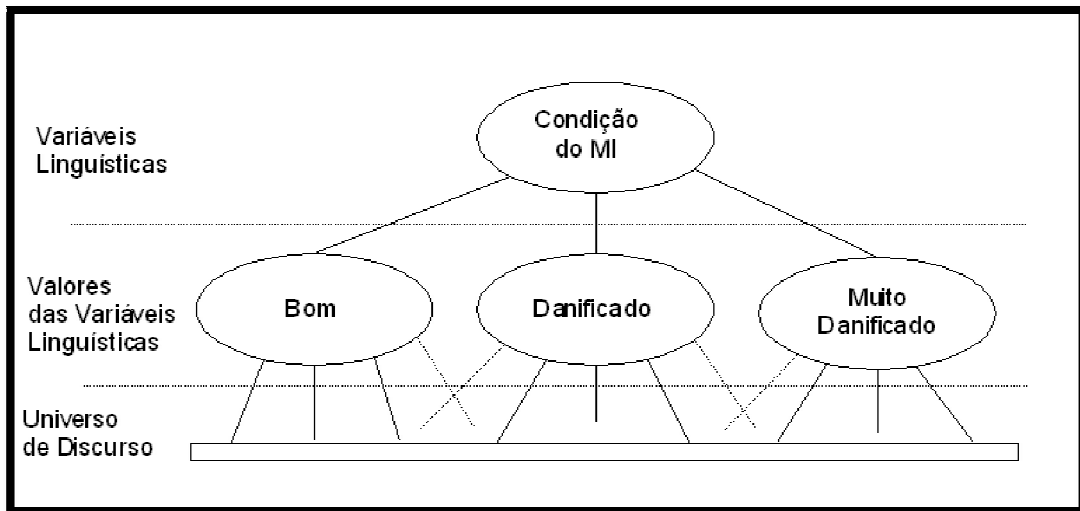 Variáveis
Linguísticas
Condição
do MI
Valores
das Variáveis
Linguísticas
Bom
Danificado
Muito
Danificado
Universo
de Discurso